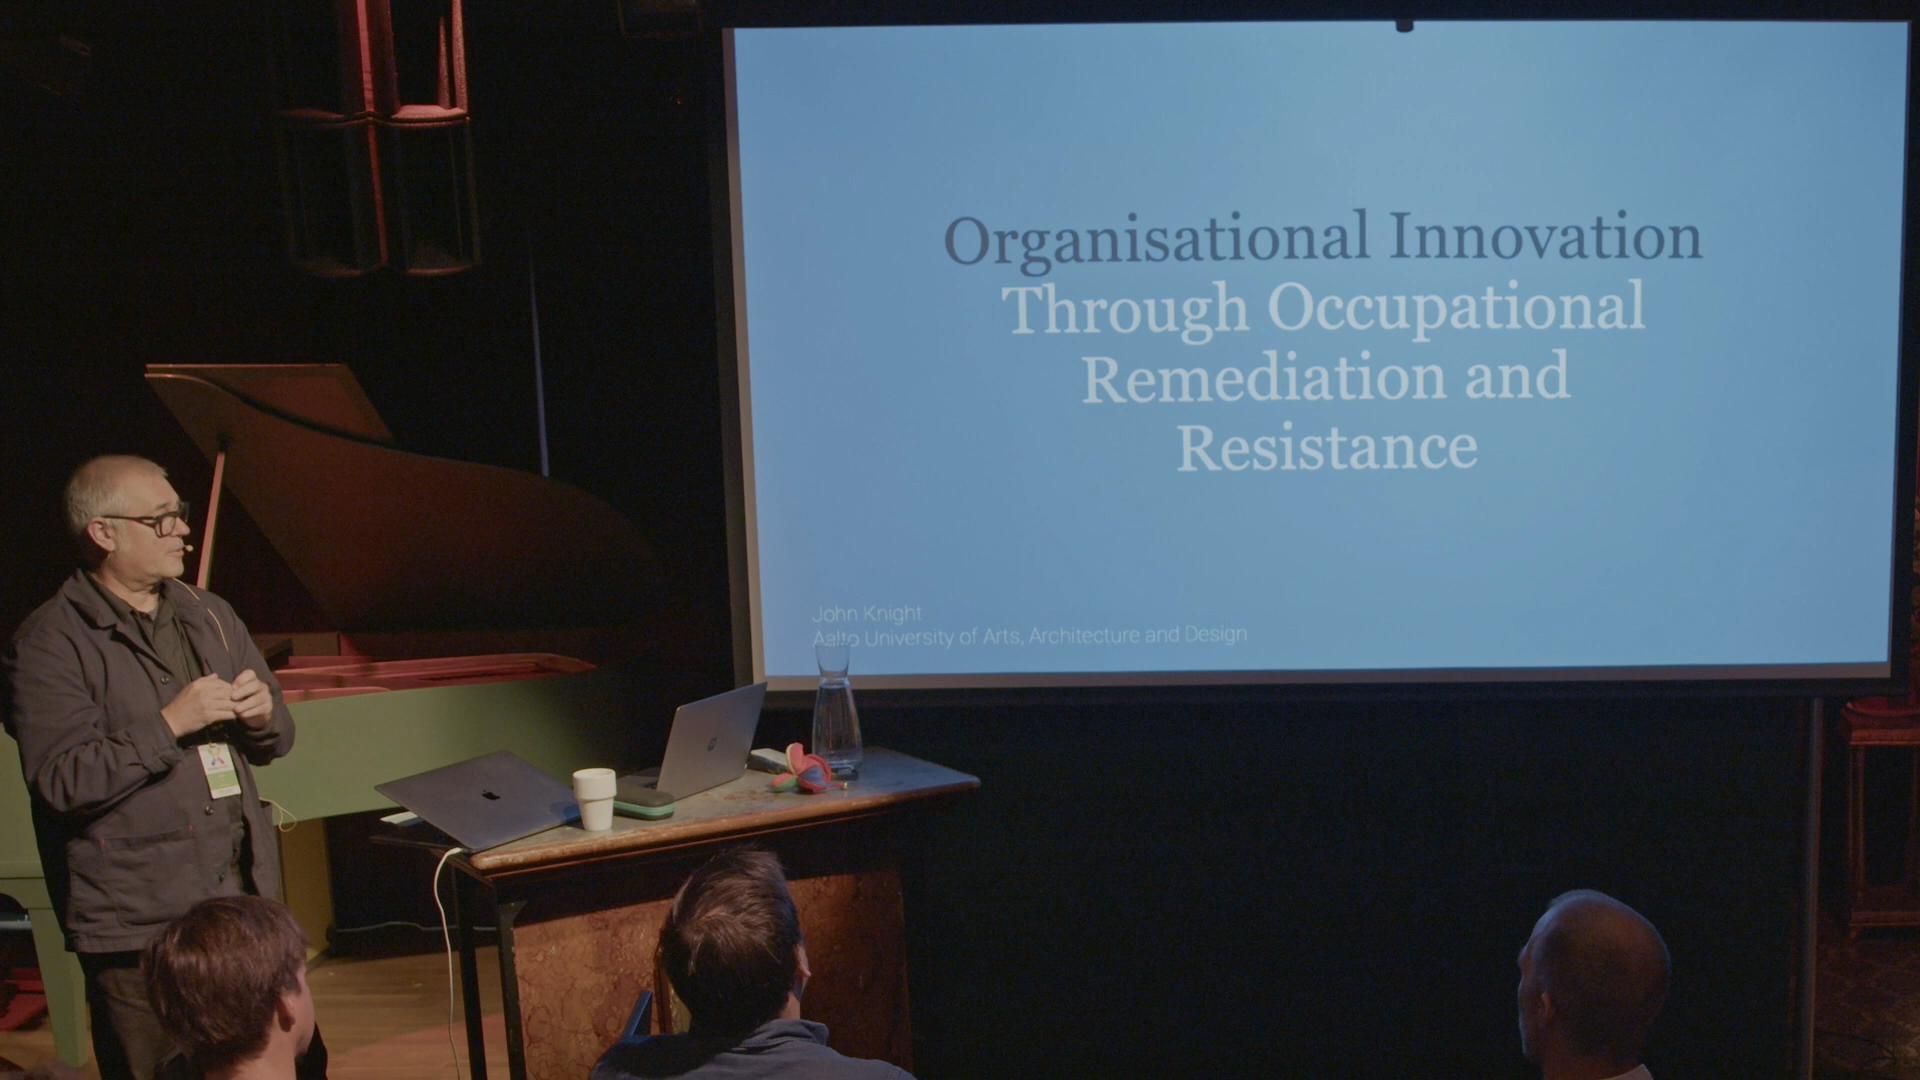 Organisational Innovation
Through Occupational
Remediation and
Resistance
John Knight
Aalto University of Arts, Architecture and Design